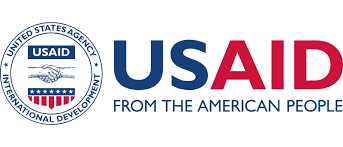 UNITED STATES AGENCY
USAID
INTERNATIONAL DEVELOPMENT
USAID
FROM THE AMERICAN PEOPLE